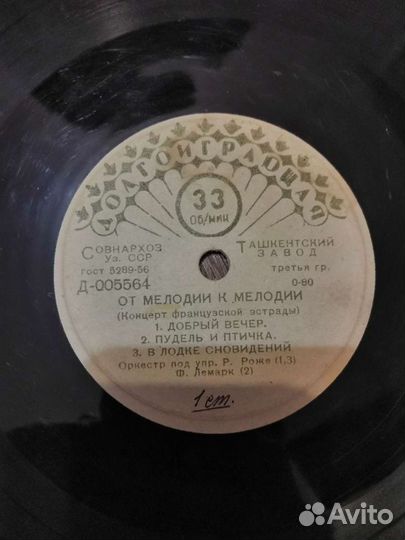 ДОЛГОИГРАЮЩАЯ
33
ОБ/МИН
СОВНАРХОЗ
Уз. ССР
ТАШКЕНТСКИЙ
ЗАВОД
ГОСТ 5289-56
третья гр.
Д-005564
0-80
ОТ МЕЛОДИИ К МЕЛОДИИ
(Концерт французской эстрады)
1. ДОБРЫЙ ВЕЧЕР.
2. ПУДЕЛЬ И ПТИЧКА.
3. В ЛОДКЕ СНОВИДЕНИЙ
Оркестр под упр. Р. Роже (1,3)
Ф. Лемарк (2)
1 ст.
Avito